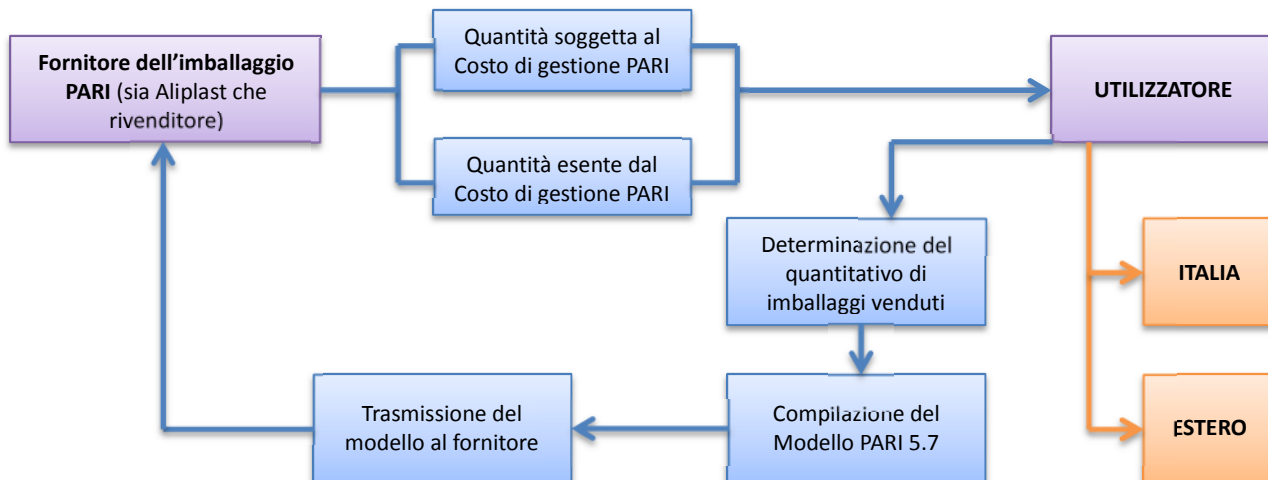 Fornitore dell'imballaggio
PARI (sia Aliplast che
rivenditore)
Quantità soggetta al
Costo di gestione PARI
Quantità esente dal
Costo di gestione PARI
UTILIZZATORE
Determinazione del
quantitativo di
imballaggi venduti
ITALIA
Trasmissione del
modello al fornitore
Compilazione del
Modello PARI 5.7
ESTERO